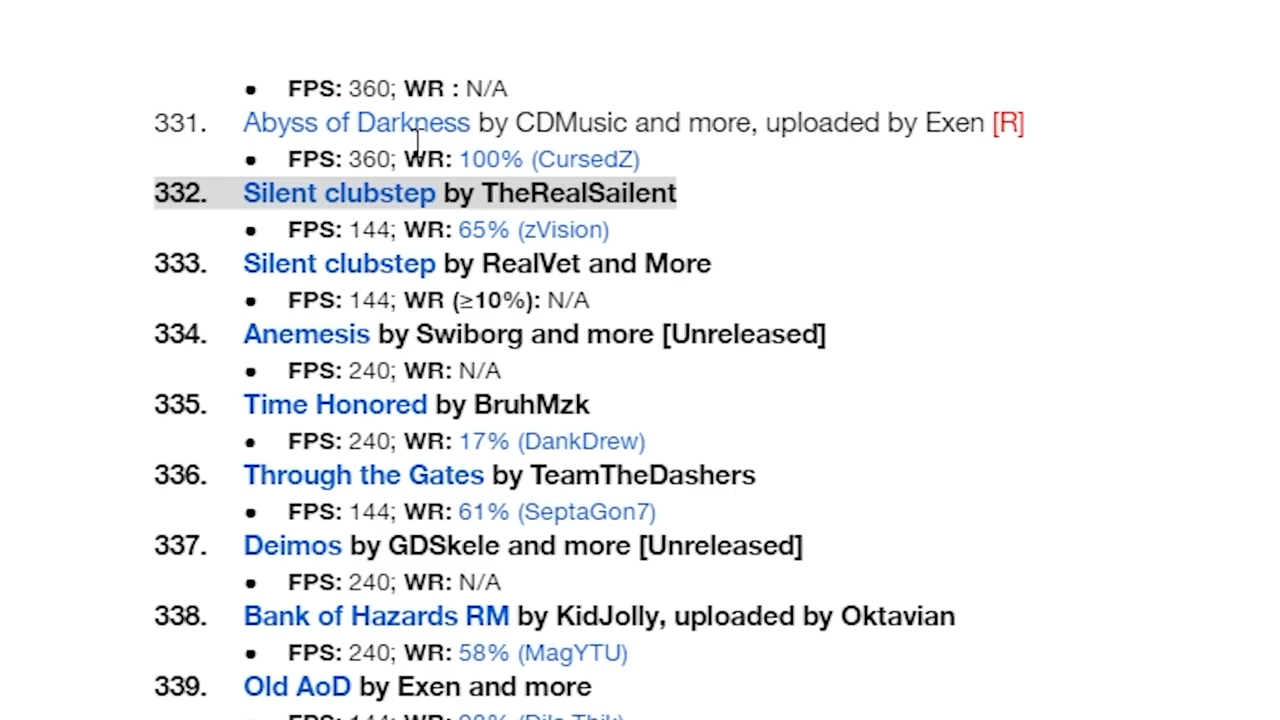 • FPS: 360; WR : N/A
331. Abyss of Darkness by CDMusic and more, uploaded by Exen [R]
• FPS: 360; WR: 100% (CursedZ)
332. Silent clubstep by TheRealSailent
• FPS: 144; WR: 65% (zVision)
333. Silent clubstep by RealVet and More
• FPS: 144; WR (≥10%): N/A
334. Anemesis by Swiborg and more [Unreleased]
• FPS: 240; WR: N/A
335. Time Honored by BruhMzk
• FPS: 240; WR: 17% (DankDrew)
336. Through the Gates by TeamTheDashers
• FPS: 144; WR: 61% (SeptaGon7)
337. Deimos by GDSkele and more [Unreleased]
• FPS: 240; WR: N/A
338. Bank of Hazards RM by KidJolly, uploaded by Oktavian
• FPS: 240; WR: 58% (MagYTU)
339. Old AoD by Exen and more
• FPS: 144; WR: